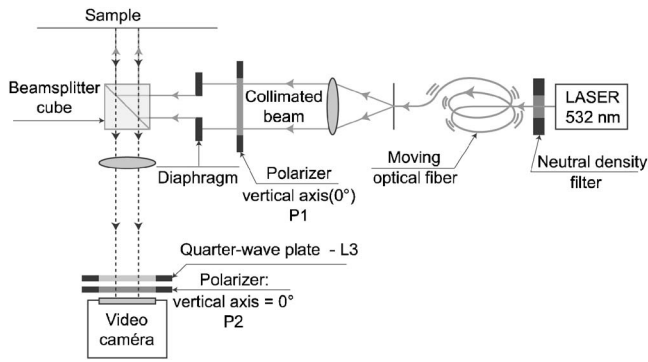 Sample
Beamsplitter
cube
Collimated
beam
LASER
532 nm
Diaphragm
Polarizer
vertical axis(0°)
P1
Moving
optical fiber
Neutral density
filter
Quarter-wave plate - L3
Polarizer:
vertical axis = 0°
P2
Video
caméra